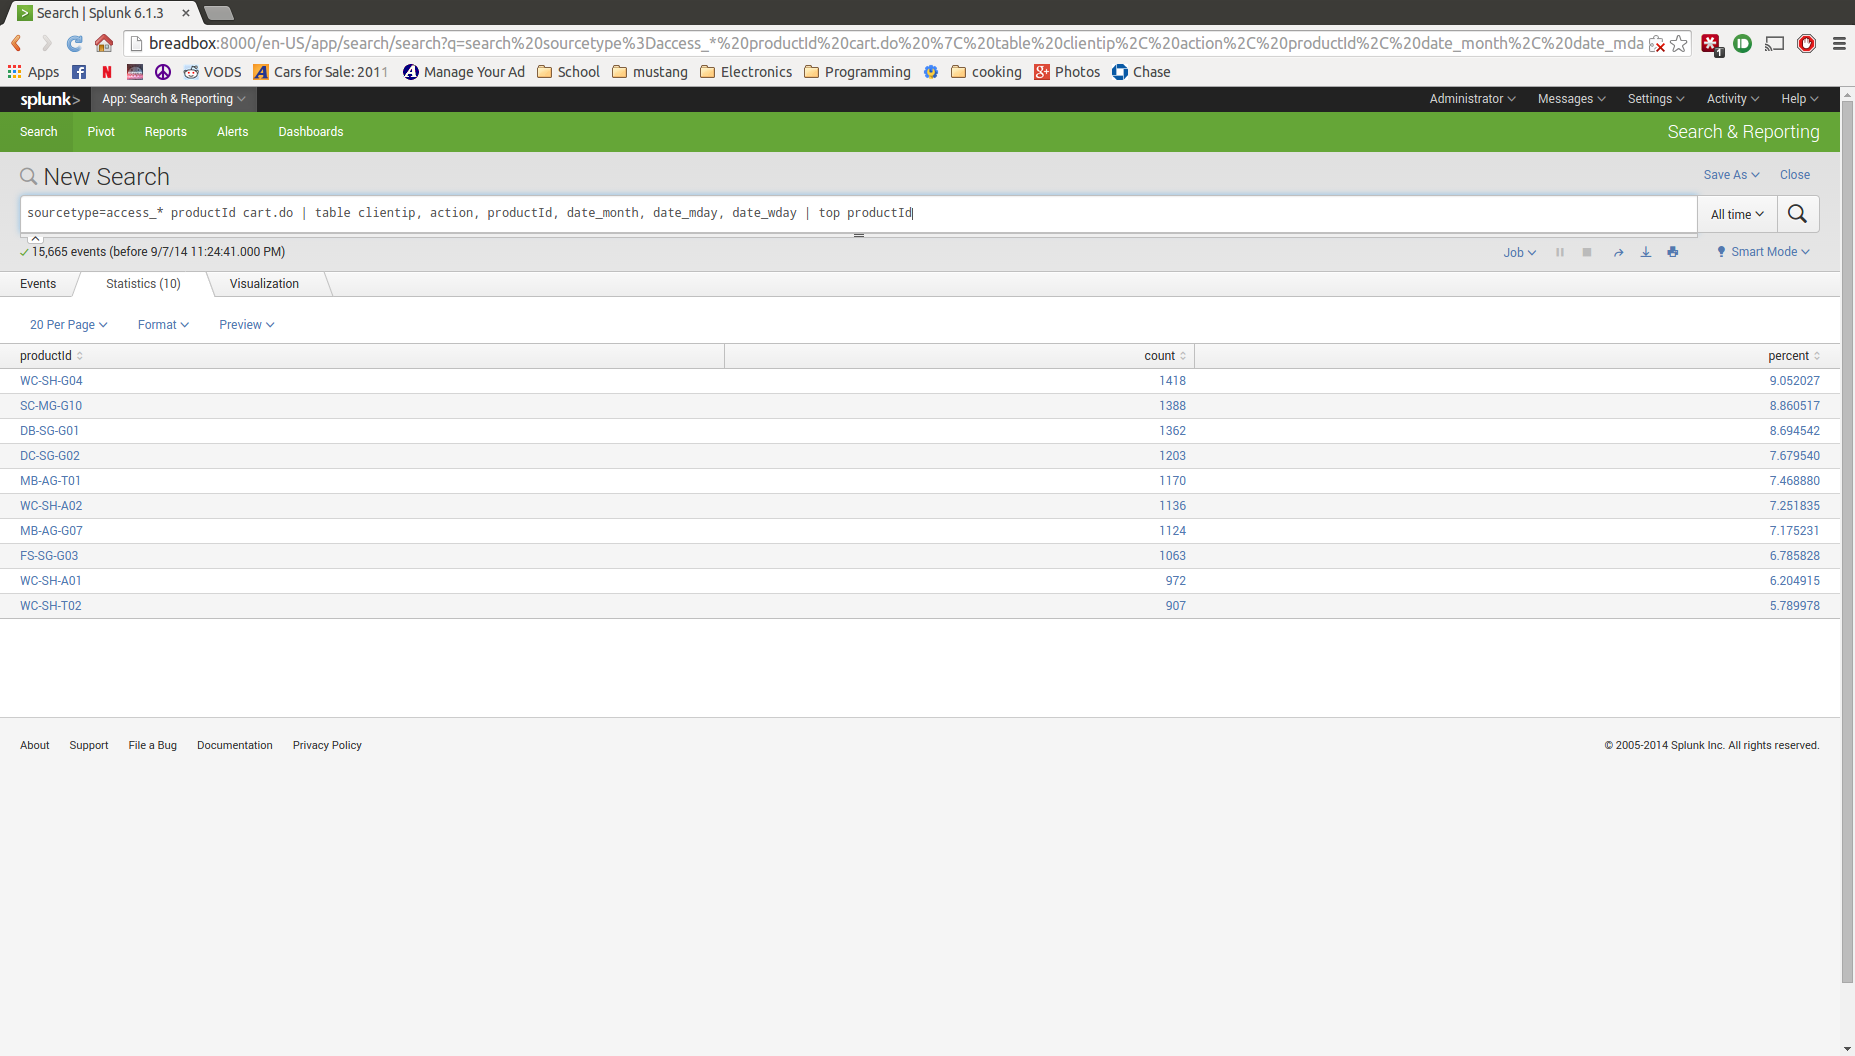 Search | Splunk 6.1.3
breadbox:8000/en-US/app/search/search?q=search%20sourcetype%3Daccess_*%20productId%20cart.do%20%7C%20table%20clientip%2C%20action%2C%20productId%2C%20date_month%2C%20date_mda
Apps VODS Cars for Sale: 2011 Manage Your Ad School mustang Electronics Programming cooking Photos Chase
splunk> App: Search & Reporting Administrator Messages Settings Activity Help
Search Pivot Reports Alerts Dashboards Search & Reporting
New Search Save As Close
sourcetype=access_* productId cart.do | table clientip, action, productId, date_month, date_mday, date_wday | top productId All time
15,665 events (before 9/7/14 11:24:41.000 PM) Job Smart Mode
Events Statistics (10) Visualization
20 Per Page Format Preview
productId count percent
WC-SH-G04 1418 9.052027
SC-MG-G10 1388 8.860517
DB-SG-G01 1362 8.694542
DC-SG-G02 1203 7.679540
MB-AG-T01 1170 7.468880
WC-SH-A02 1136 7.251835
MB-AG-G07 1124 7.175231
FS-SG-G03 1063 6.785828
WC-SH-A01 972 6.204915
WC-SH-T02 907 5.789978
About Support File a Bug Documentation Privacy Policy © 2005-2014 Splunk Inc. All rights reserved.